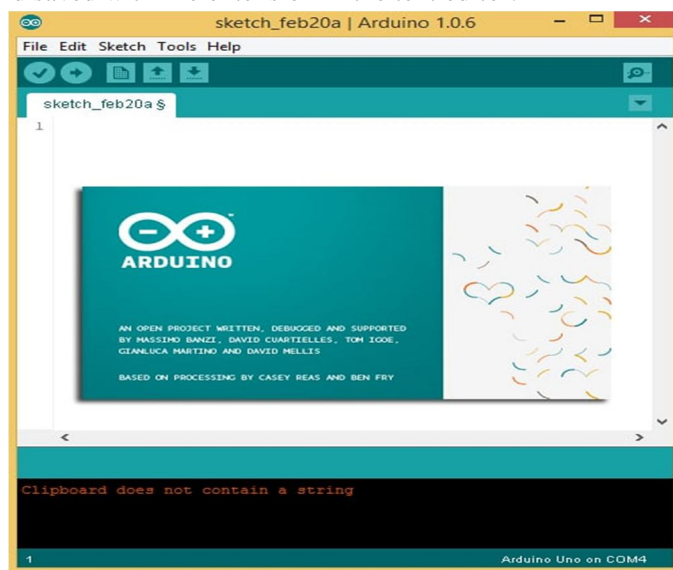 sketch_feb20a | Arduino 1.0.6
File Edit Sketch Tools Help
sketch_feb20a §
1
ARDUINO
AN OPEN PROJECT WRITTEN, DEBUGGED AND SUPPORTED
BY MASSIMO BANZI, DAVID CUARTIELLES, TOM IGOE,
GIANLUCA MARTINO AND DAVID MELLIS
BASED ON PROCESSING BY CASEY REAS AND BEN FRY
Clipboard does not contain a string
1 Arduino Uno on COM4